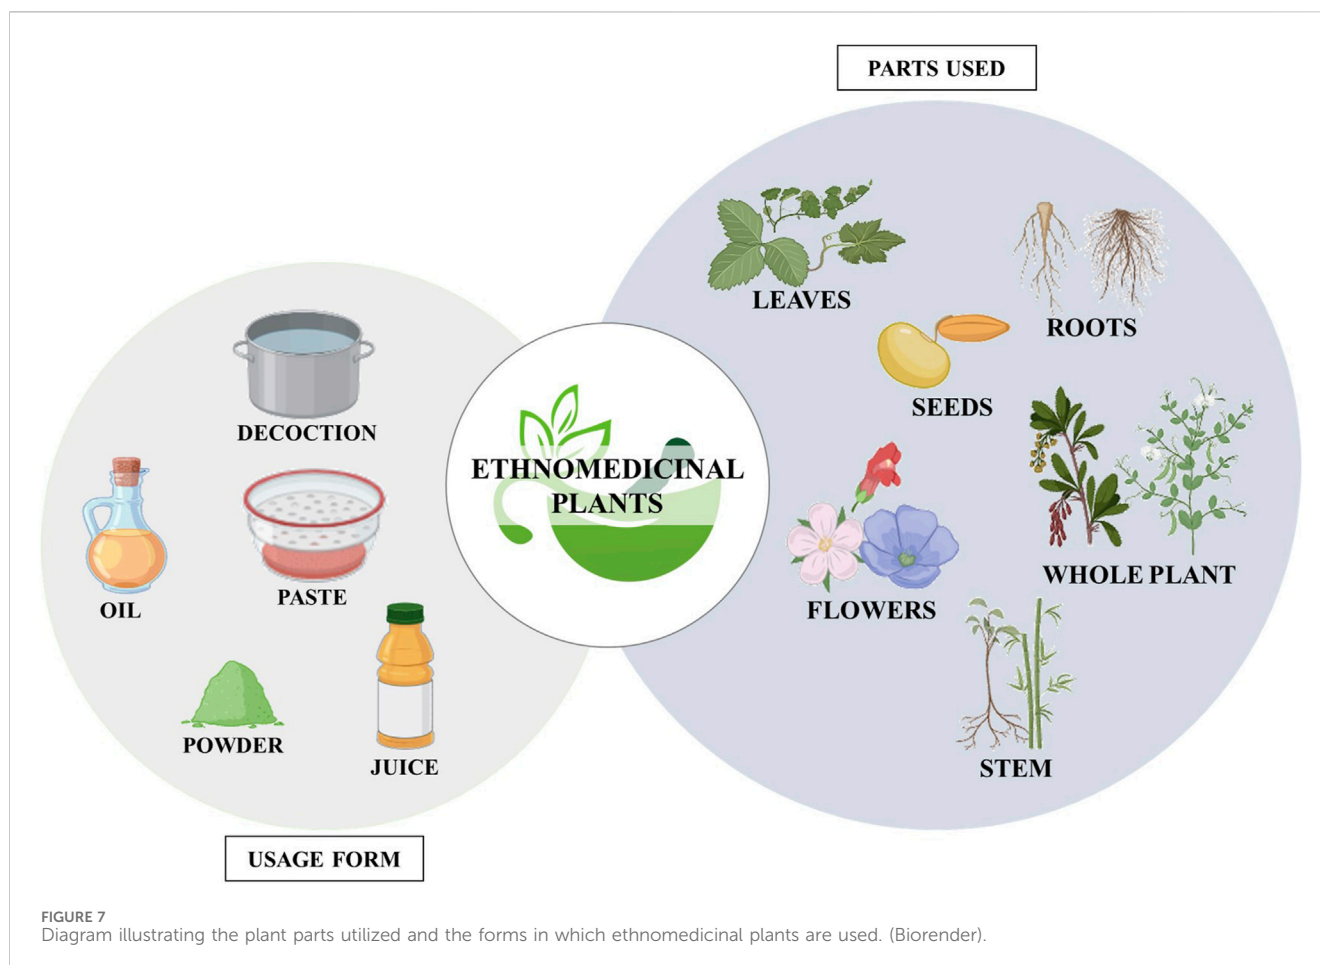 PARTS USED
LEAVES
ROOTS
SEEDS
DECOCTION
ETHNOMEDICINAL
PLANTS
WHOLE PLANT
OIL
PASTE
FLOWERS
POWDER
JUICE
STEM
USAGE FORM
FIGURE 7
Diagram illustrating the plant parts utilized and the forms in which ethnomedicinal plants are used. (Biorender).